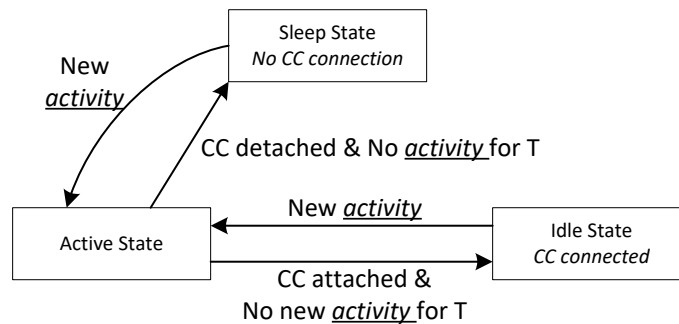 Sleep State
No CC connection
New
activity
CC detached & No activity for T
New activity
Active State
Idle State
CC connected
CC attached &
No new activity for T